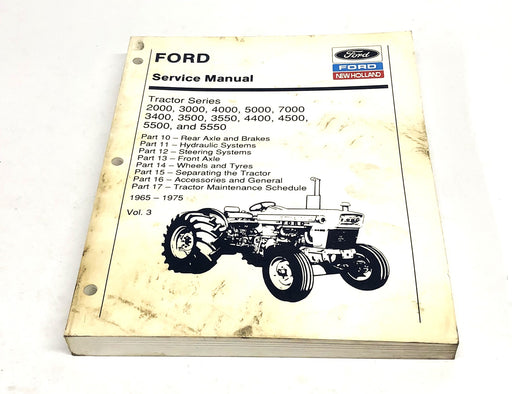 FORD
Service Manual
Ford
FORD
NEW HOLLAND
Tractor Series
2000, 3000, 4000, 5000, 7000
3400, 3500, 3550, 4400, 4500,
5500, and 5550
Part 10 – Rear Axle and Brakes
Part 11 – Hydraulic Systems
Part 12 – Steering Systems
Part 13 – Front Axle
Part 14 – Wheels and Tyres
Part 15 – Separating the Tractor
Part 16 – Accessories and General
Part 17 – Tractor Maintenance Schedule
1965 – 1975
Vol. 3